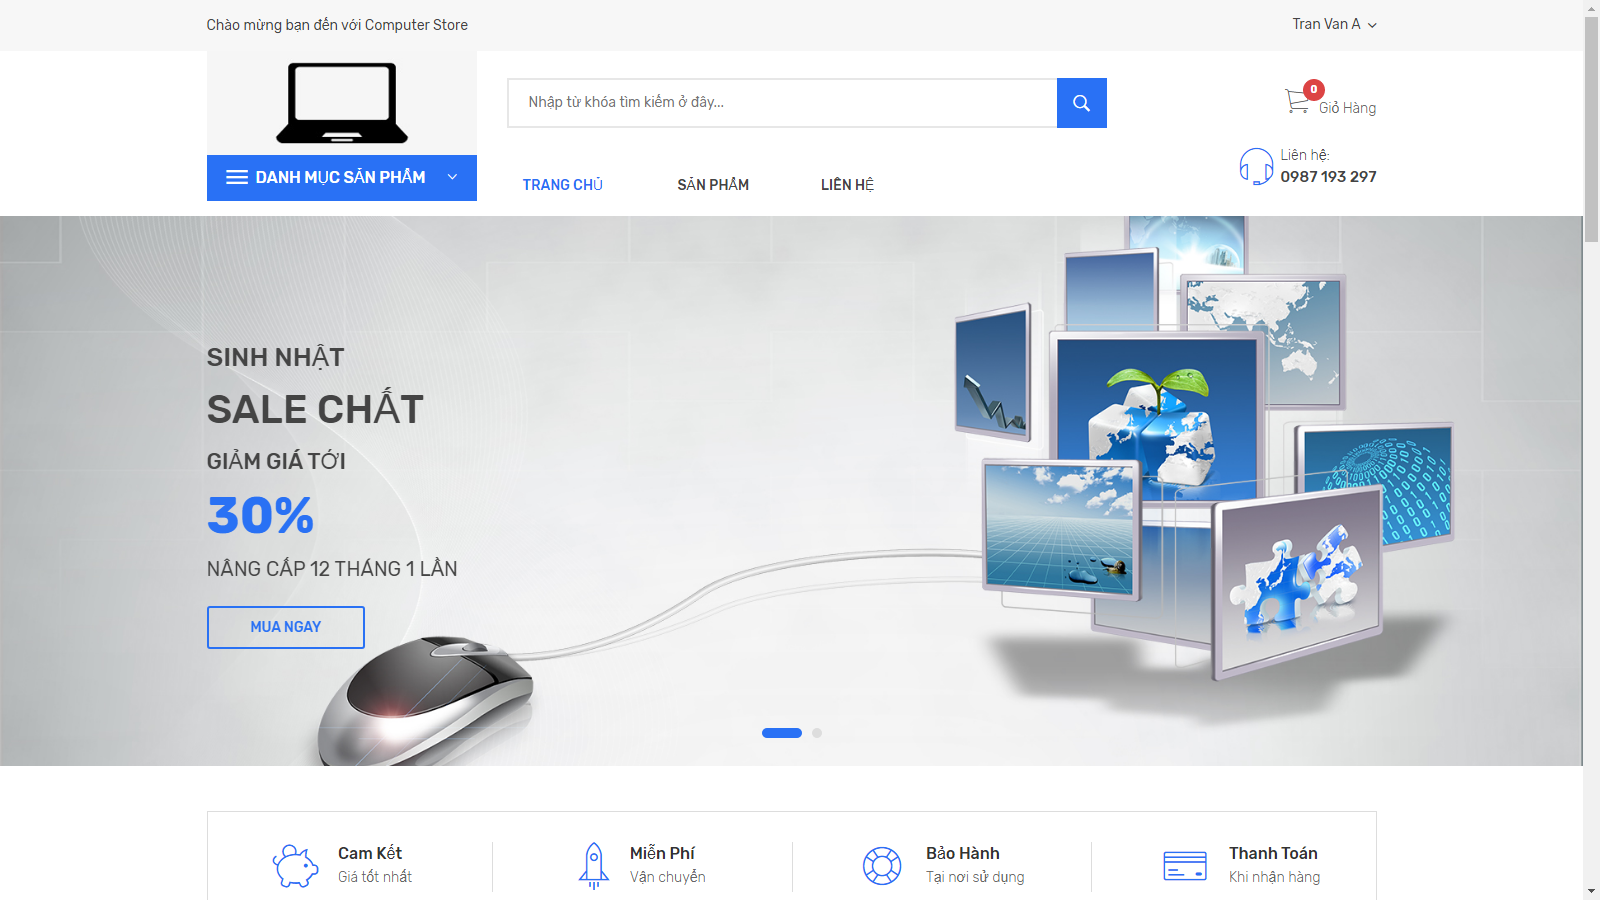 Chào mừng bạn đến với Computer Store
Tran Van A
Nhập từ khóa tìm kiếm ở đây...
0
Giỏ Hàng
DANH MỤC SẢN PHẨM
TRANG CHỦ
SẢN PHẨM
LIÊN HỆ
Liên hệ:
0987 193 297
SINH NHẬT
SALE CHẤT
GIẢM GIÁ TỚI
30%
NÂNG CẤP 12 THÁNG 1 LẦN
MUA NGAY
Cam Kết
Giá tốt nhất
Miễn Phí
Vận chuyển
Bảo Hành
Tại nơi sử dụng
Thanh Toán
Khi nhận hàng